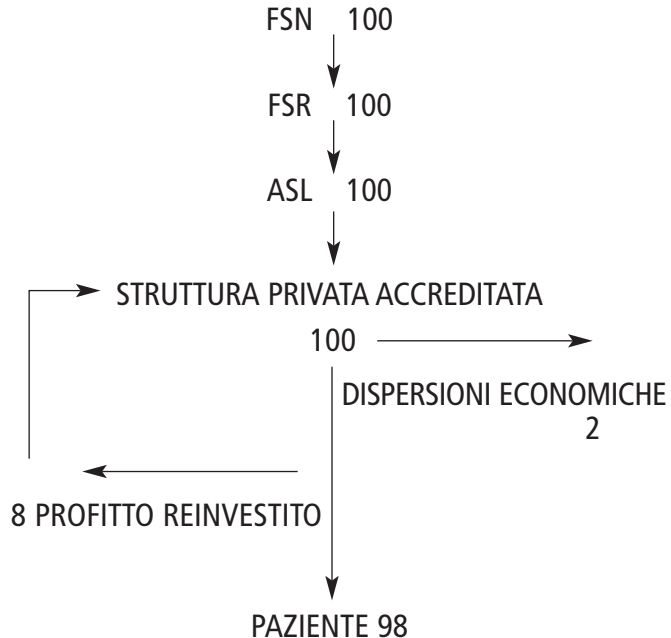 FSN 100
FSR 100
ASL 100
STRUTTURA PRIVATA ACCREDITATA
100
DISPERSIONI ECONOMICHE
2
8 PROFITTO REINVESTITO
PAZIENTE 98